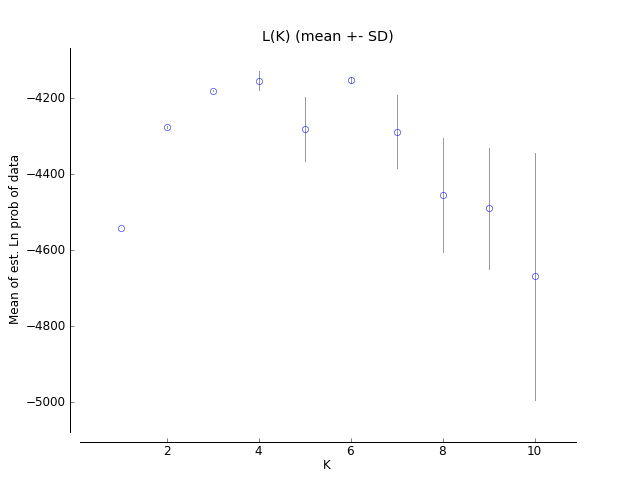 L(K) (mean +- SD)
Mean of est. Ln prob of data
−4200
−4400
−4600
−4800
−5000
2 4 6 8 10
K